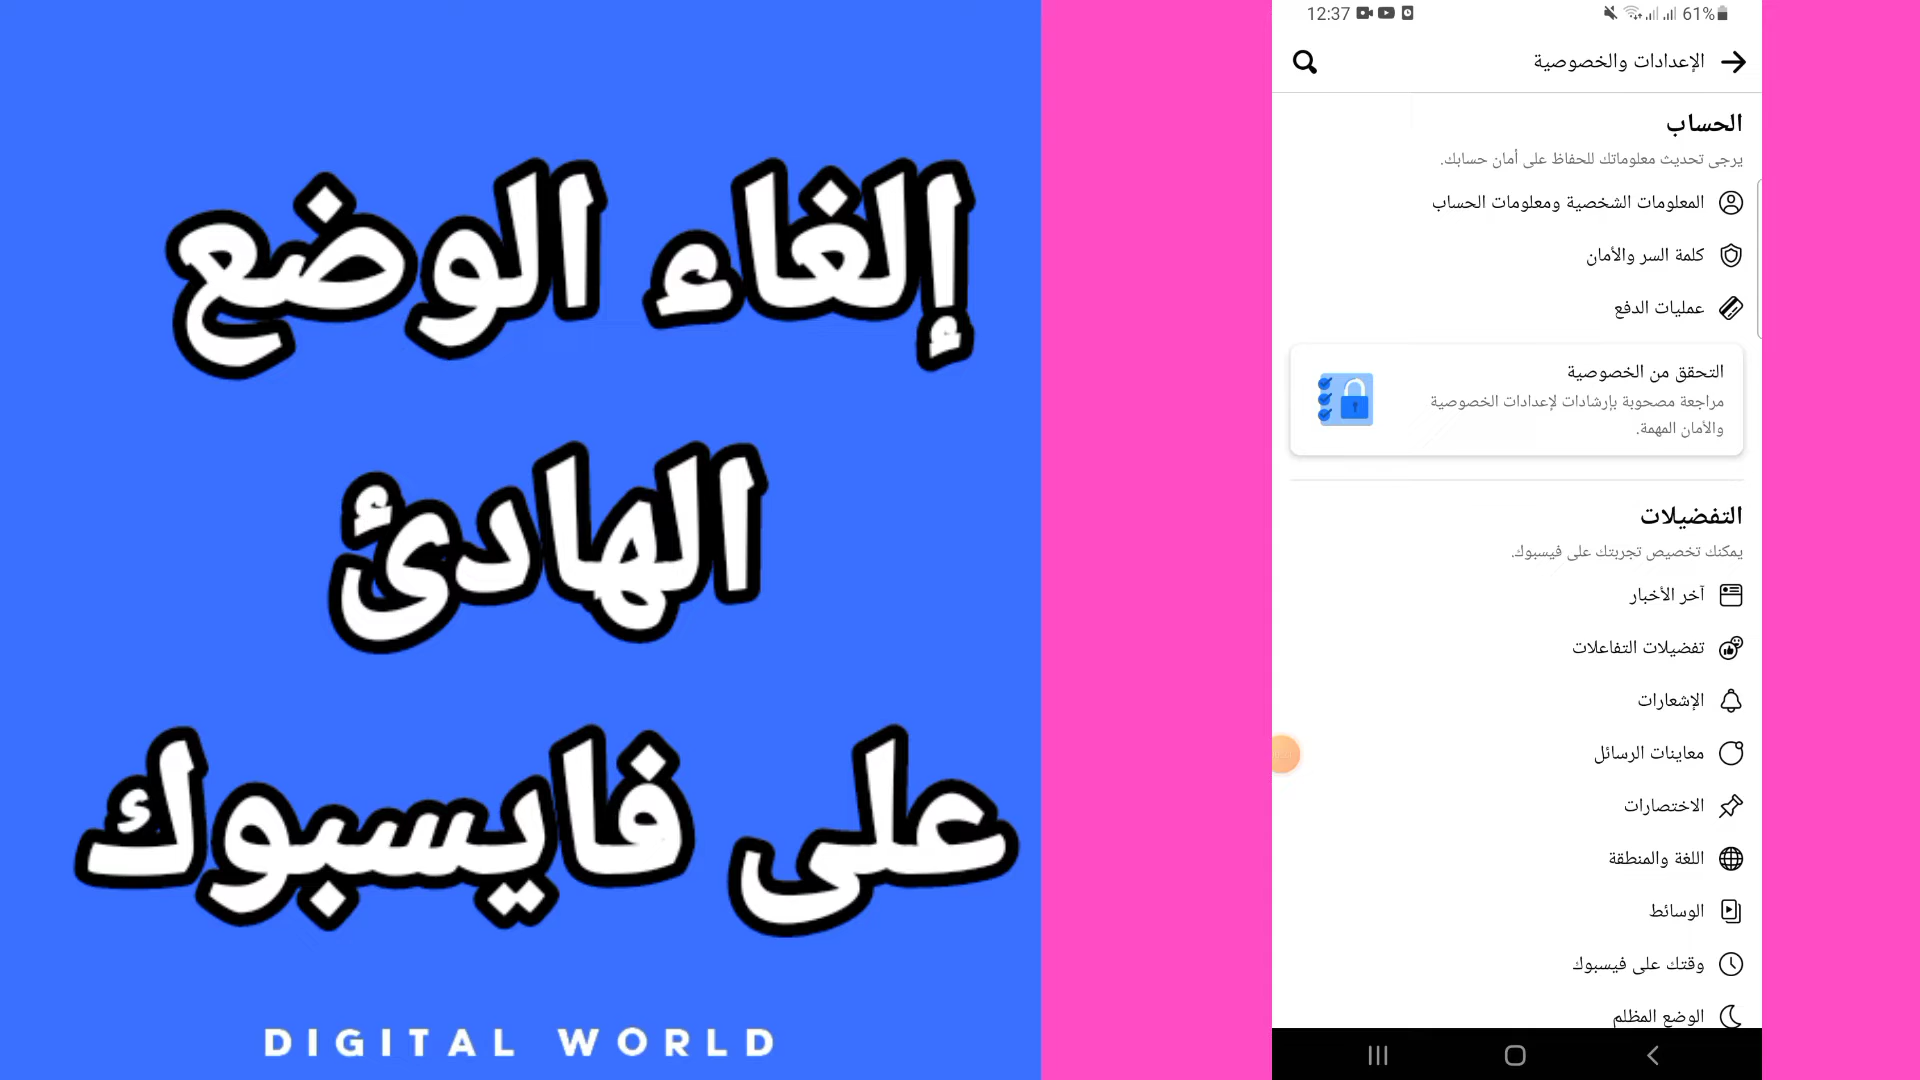 إلغاء الوضع
الهادئ
على فايسبوك
DIGITAL WORLD
12:37
61%
الإعدادات والخصوصية
الحساب
يرجى تحديث معلوماتك للحفاظ على أمان حسابك.
المعلومات الشخصية ومعلومات الحساب
كلمة السر والأمان
عمليات الدفع
التحقق من الخصوصية
مراجعة مصحوبة بإرشادات لإعدادات الخصوصية
والأمان المهمة.
التفضيلات
يمكنك تخصيص تجربتك على فيسبوك.
آخر الأخبار
تفضيلات التفاعلات
الإشعارات
معاينات الرسائل
الاختصارات
اللغة والمنطقة
الوسائط
وقتك على فيسبوك
الوضع المظلم